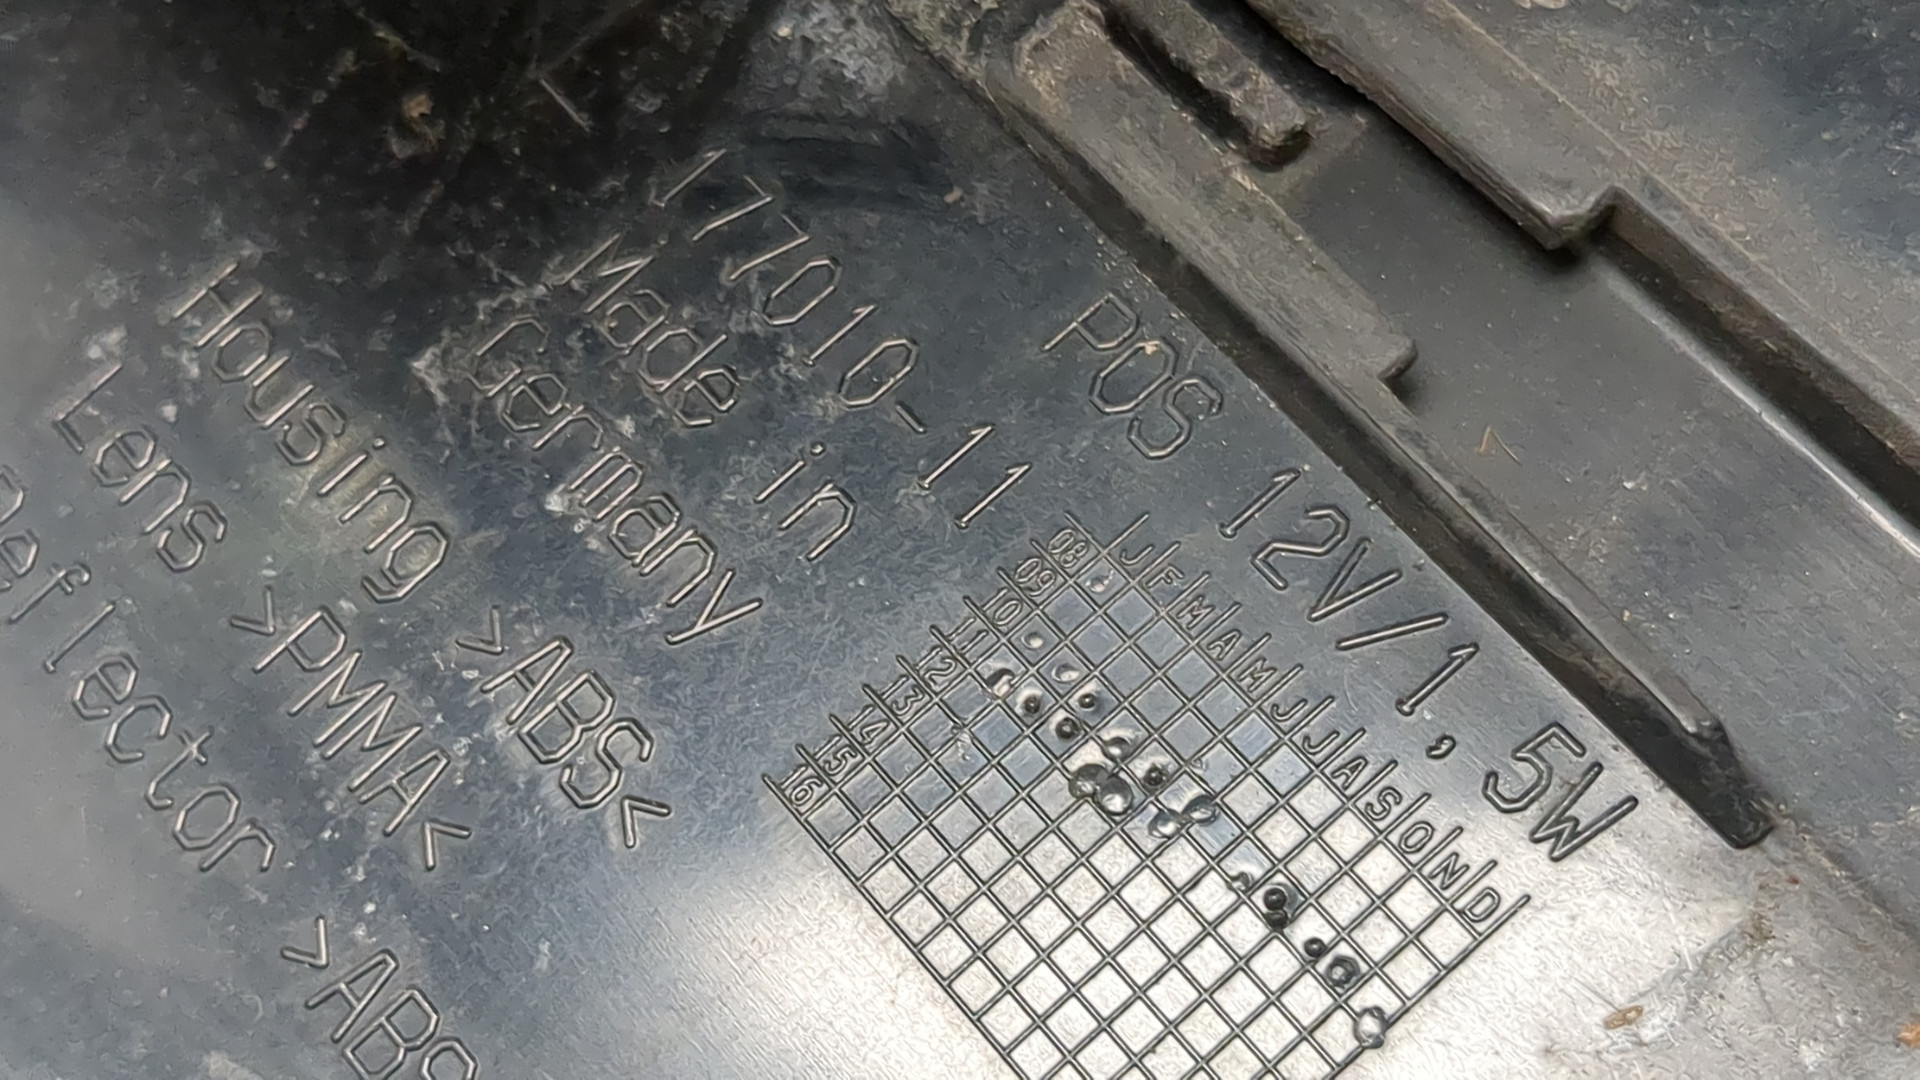 POS 12V/1,5W
177010-11
Made in
Germany
Housing >ABS<
Lens >PMMA<
Reflector >ABS
J F M A M J J A S O N D
08
09
10
11
12
13
14
15
16